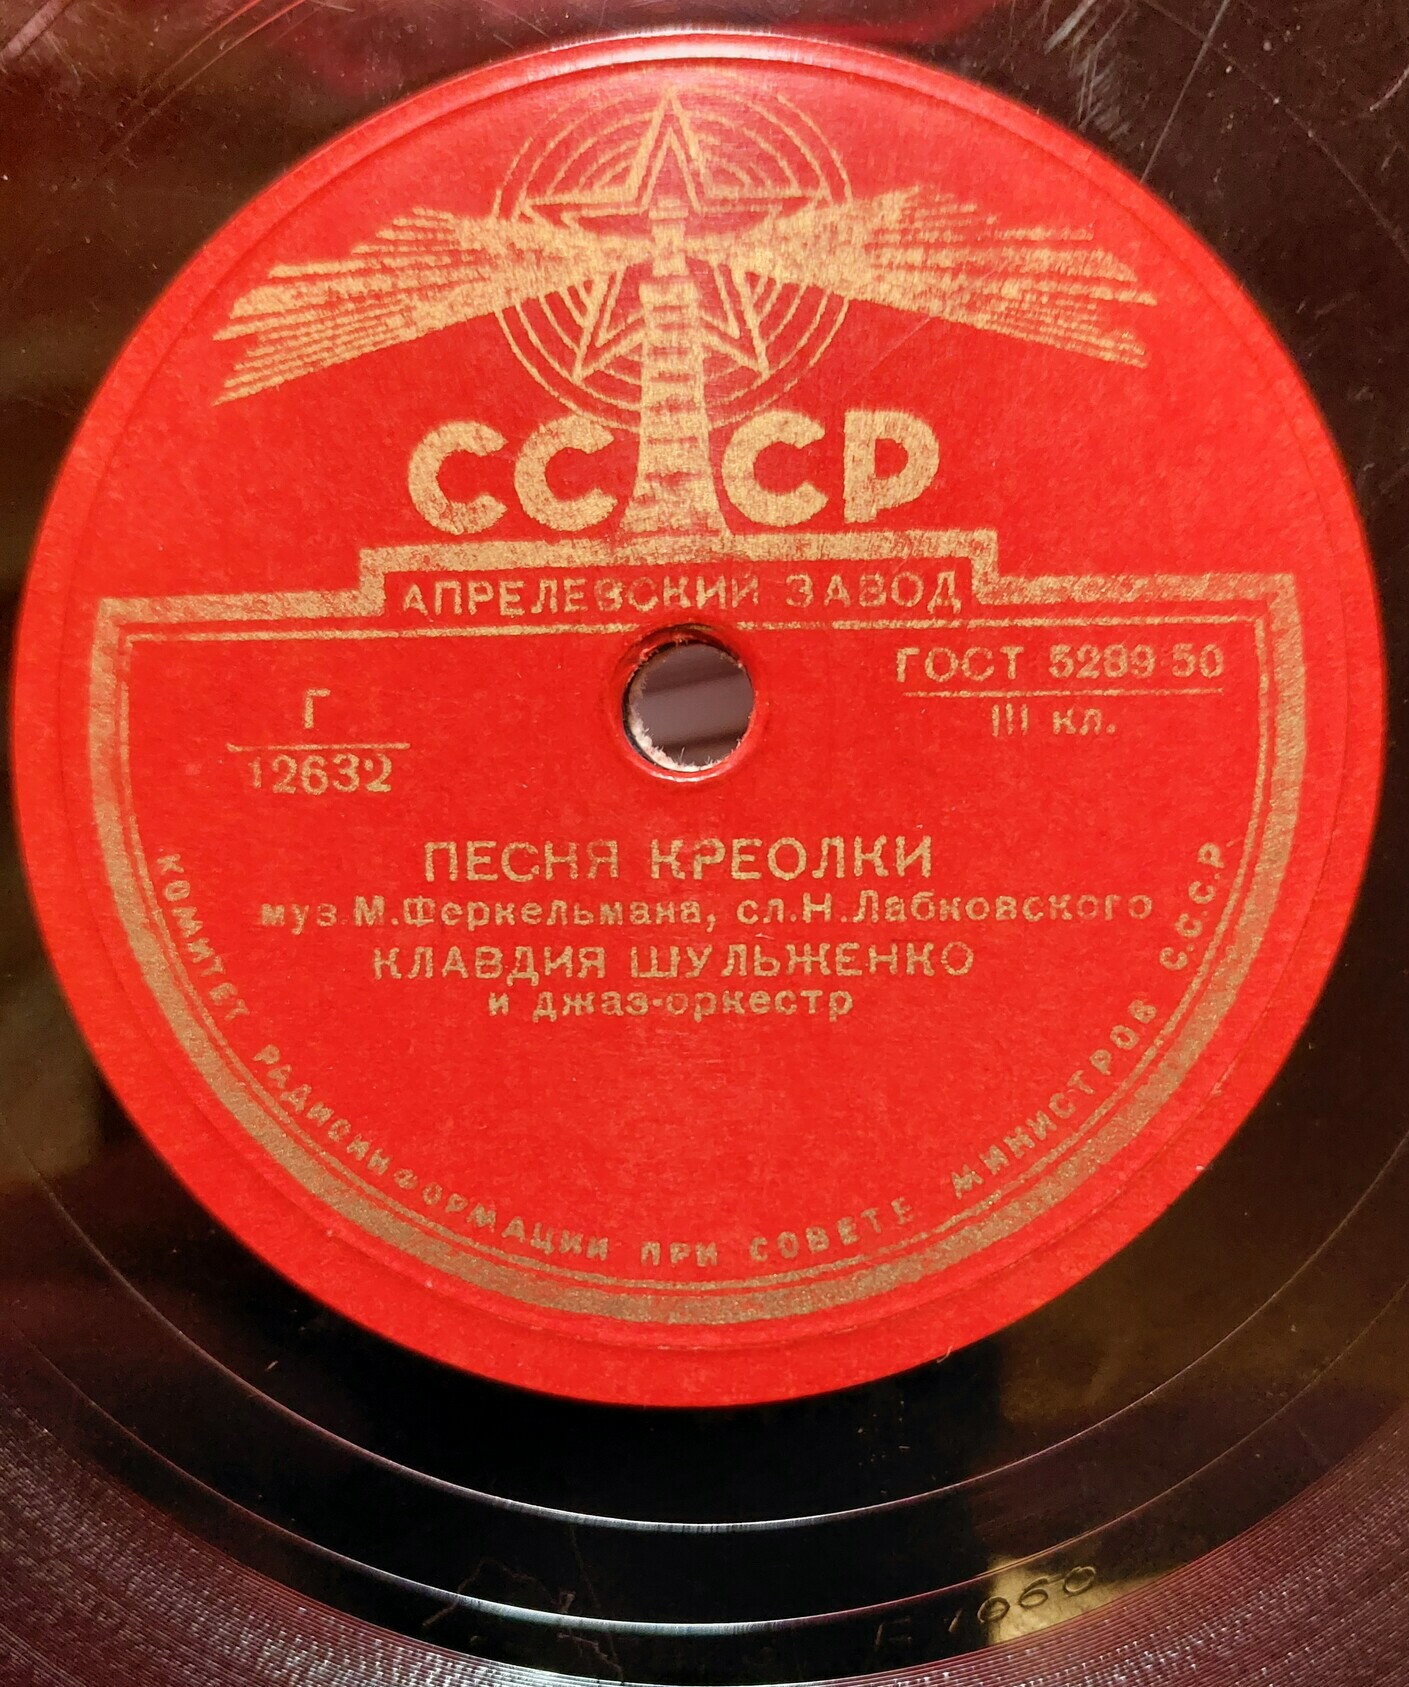 СССР
АПРЕЛЕВСКИЙ ЗАВОД
ГОСТ 5289-50
III кл.
Г
12632
ПЕСНЯ КРЕОЛКИ
муз. М.Феркельмана, сл.Н.Лабковского
КЛАВДИЯ ШУЛЬЖЕНКО
и джаз-оркестр
КОМИТЕТ РАДИОИНФОРМАЦИИ ПРИ СОВЕТЕ МИНИСТРОВ С.С.С.Р.